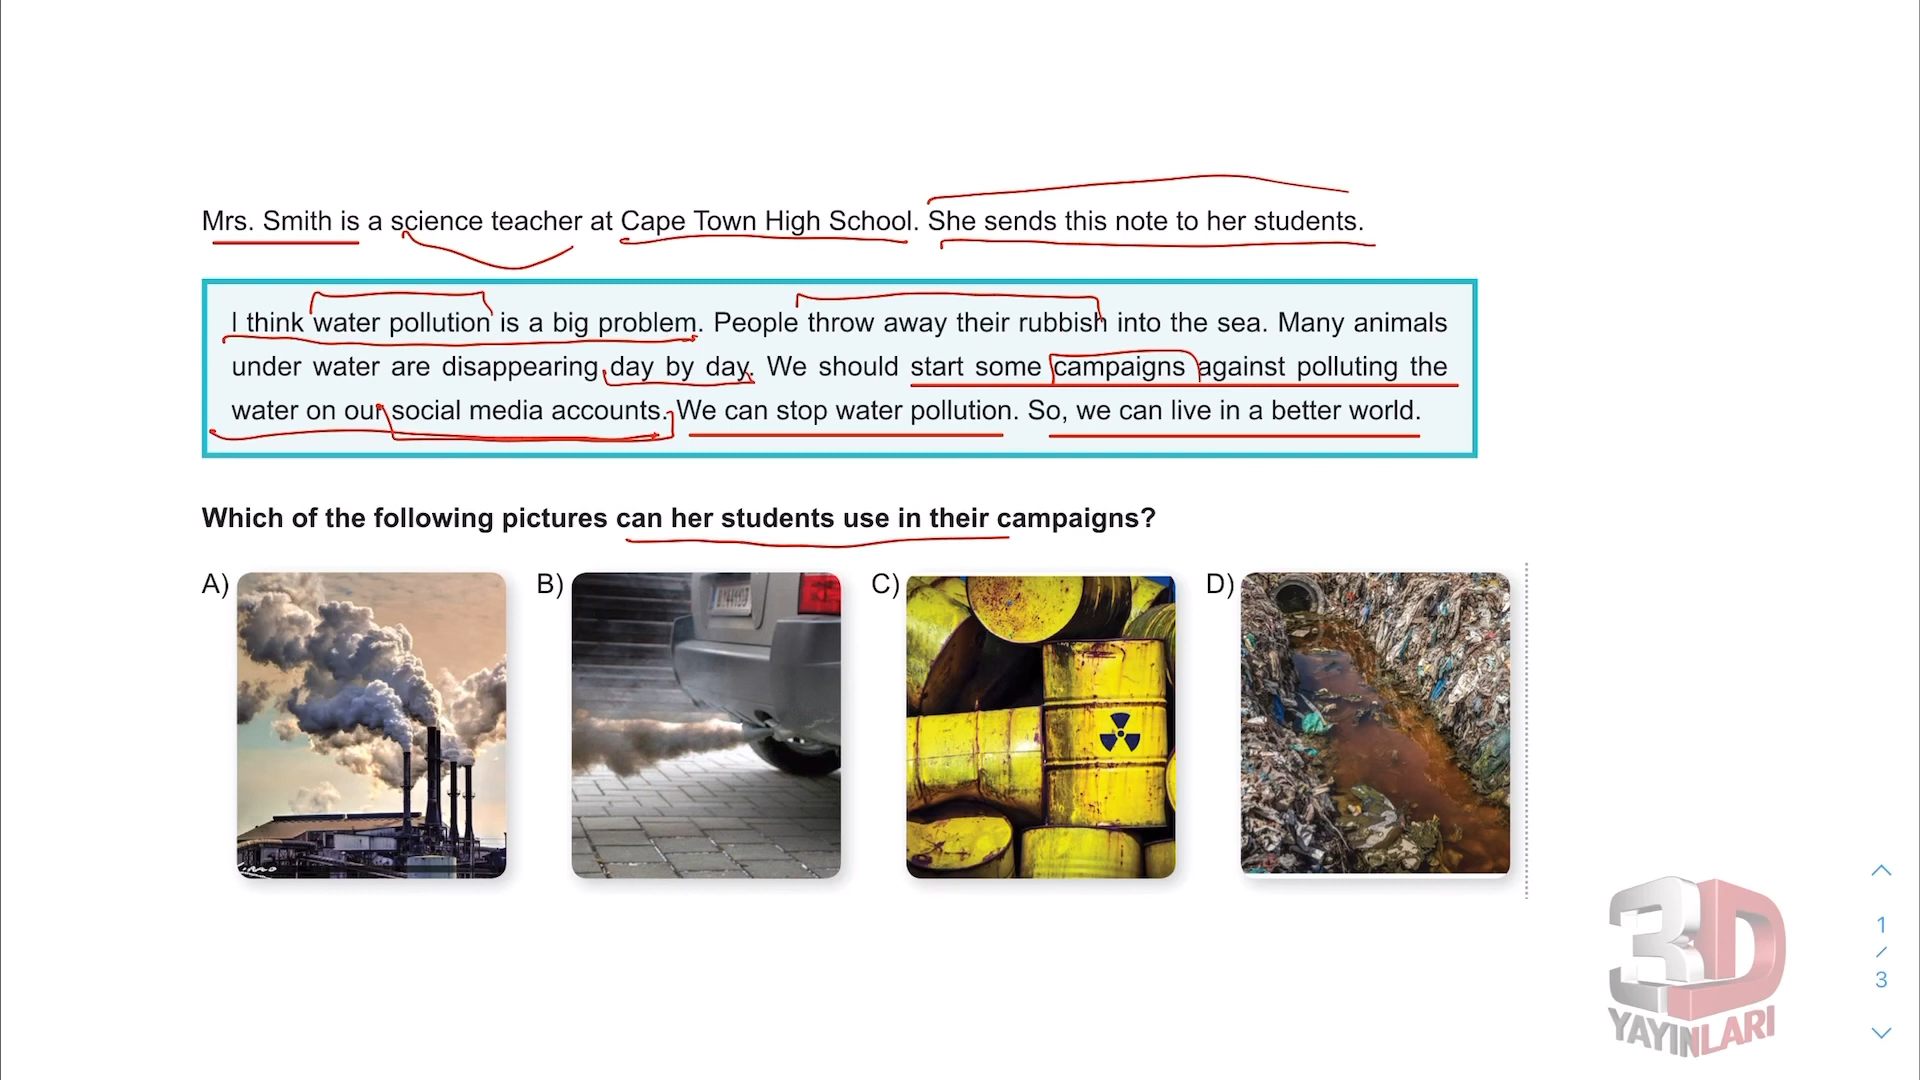 Mrs. Smith is a science teacher at Cape Town High School. She sends this note to her students.
I think water pollution is a big problem. People throw away their rubbish into the sea. Many animals
under water are disappearing day by day. We should start some campaigns against polluting the
water on our social media accounts. We can stop water pollution. So, we can live in a better world.
Which of the following pictures can her students use in their campaigns?
A)
B)
C)
D)
3D
YAYINLARI
1
/
3